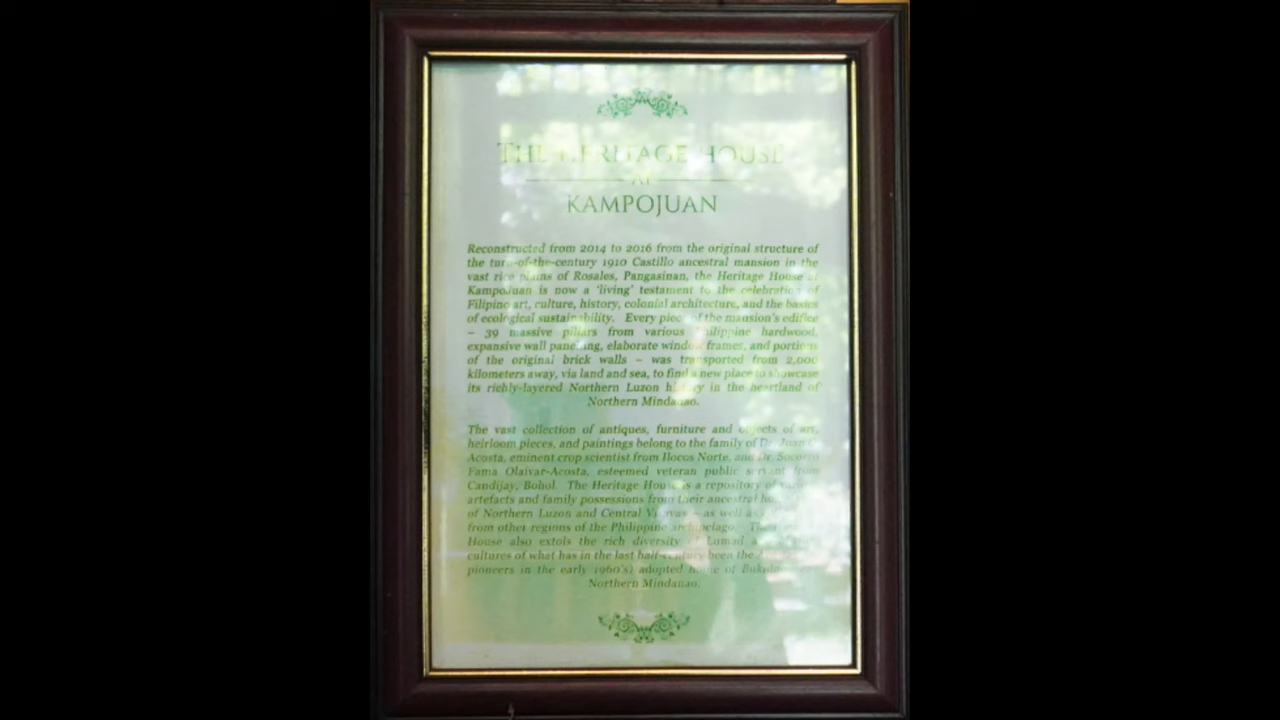 THE HERITAGE HOUSE
AT
KAMPOJUAN
Reconstructed from 2014 to 2016 from the original structure of
the turn-of-the-century 1910 Castillo ancestral mansion in the
vast rice plains of Rosales, Pangasinan, the Heritage House at
KampoJuan is now a 'living' testament to the celebration of
Filipino art, culture, history, colonial architecture, and the basics
of ecological sustainability. Every piece of the mansion's edifice
– 39 massive pillars from various Philippine hardwood,
expansive wall paneling, elaborate window frames, and portions
of the original brick walls – was transported from 2,000
kilometers away, via land and sea, to find a new place to showcase
its richly-layered Northern Luzon history in the heartland of
Northern Mindanao.
The vast collection of antiques, furniture and objects of art,
heirloom pieces, and paintings belong to the family of Dr. Juan
Acosta, eminent crop scientist from Ilocos Norte, and Dr. Socorro
Fama Olaivar-Acosta, esteemed veteran public servant from
Candijay, Bohol. The Heritage House is a repository of
artefacts and family possessions from their ancestral
of Northern Luzon and Central Visayas – as well as
from other regions of the Philippine archipelago.
House also extols the rich diversity of Lumad
cultures of what has in the last half-century been the
pioneers in the early 1960's) adopted home of
Northern Mindanao.